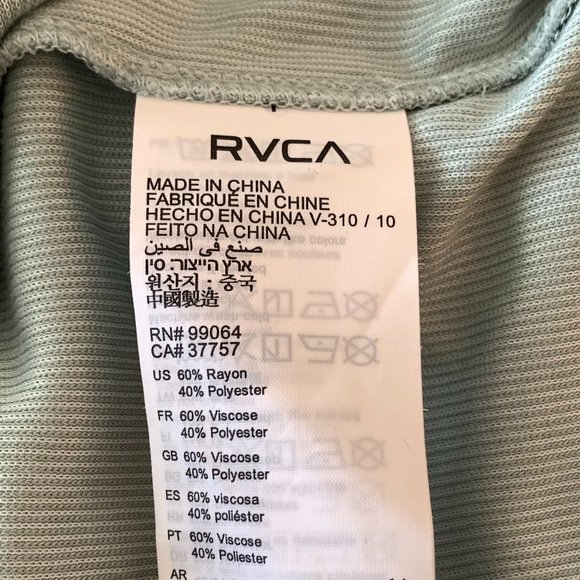 RVCA
MADE IN CHINA
FABRIQUÉ EN CHINE
HECHO EN CHINA V-310 / 10
FEITO NA CHINA
صنع في الصين
ארץ הייצור: סין
원산지 : 중국
中國製造
RN# 99064
CA# 37757
US 60% Rayon
40% Polyester
FR 60% Viscose
40% Polyester
GB 60% Viscose
40% Polyester
ES 60% viscosa
40% poliéster
PT 60% Viscose
40% Poliester
AR